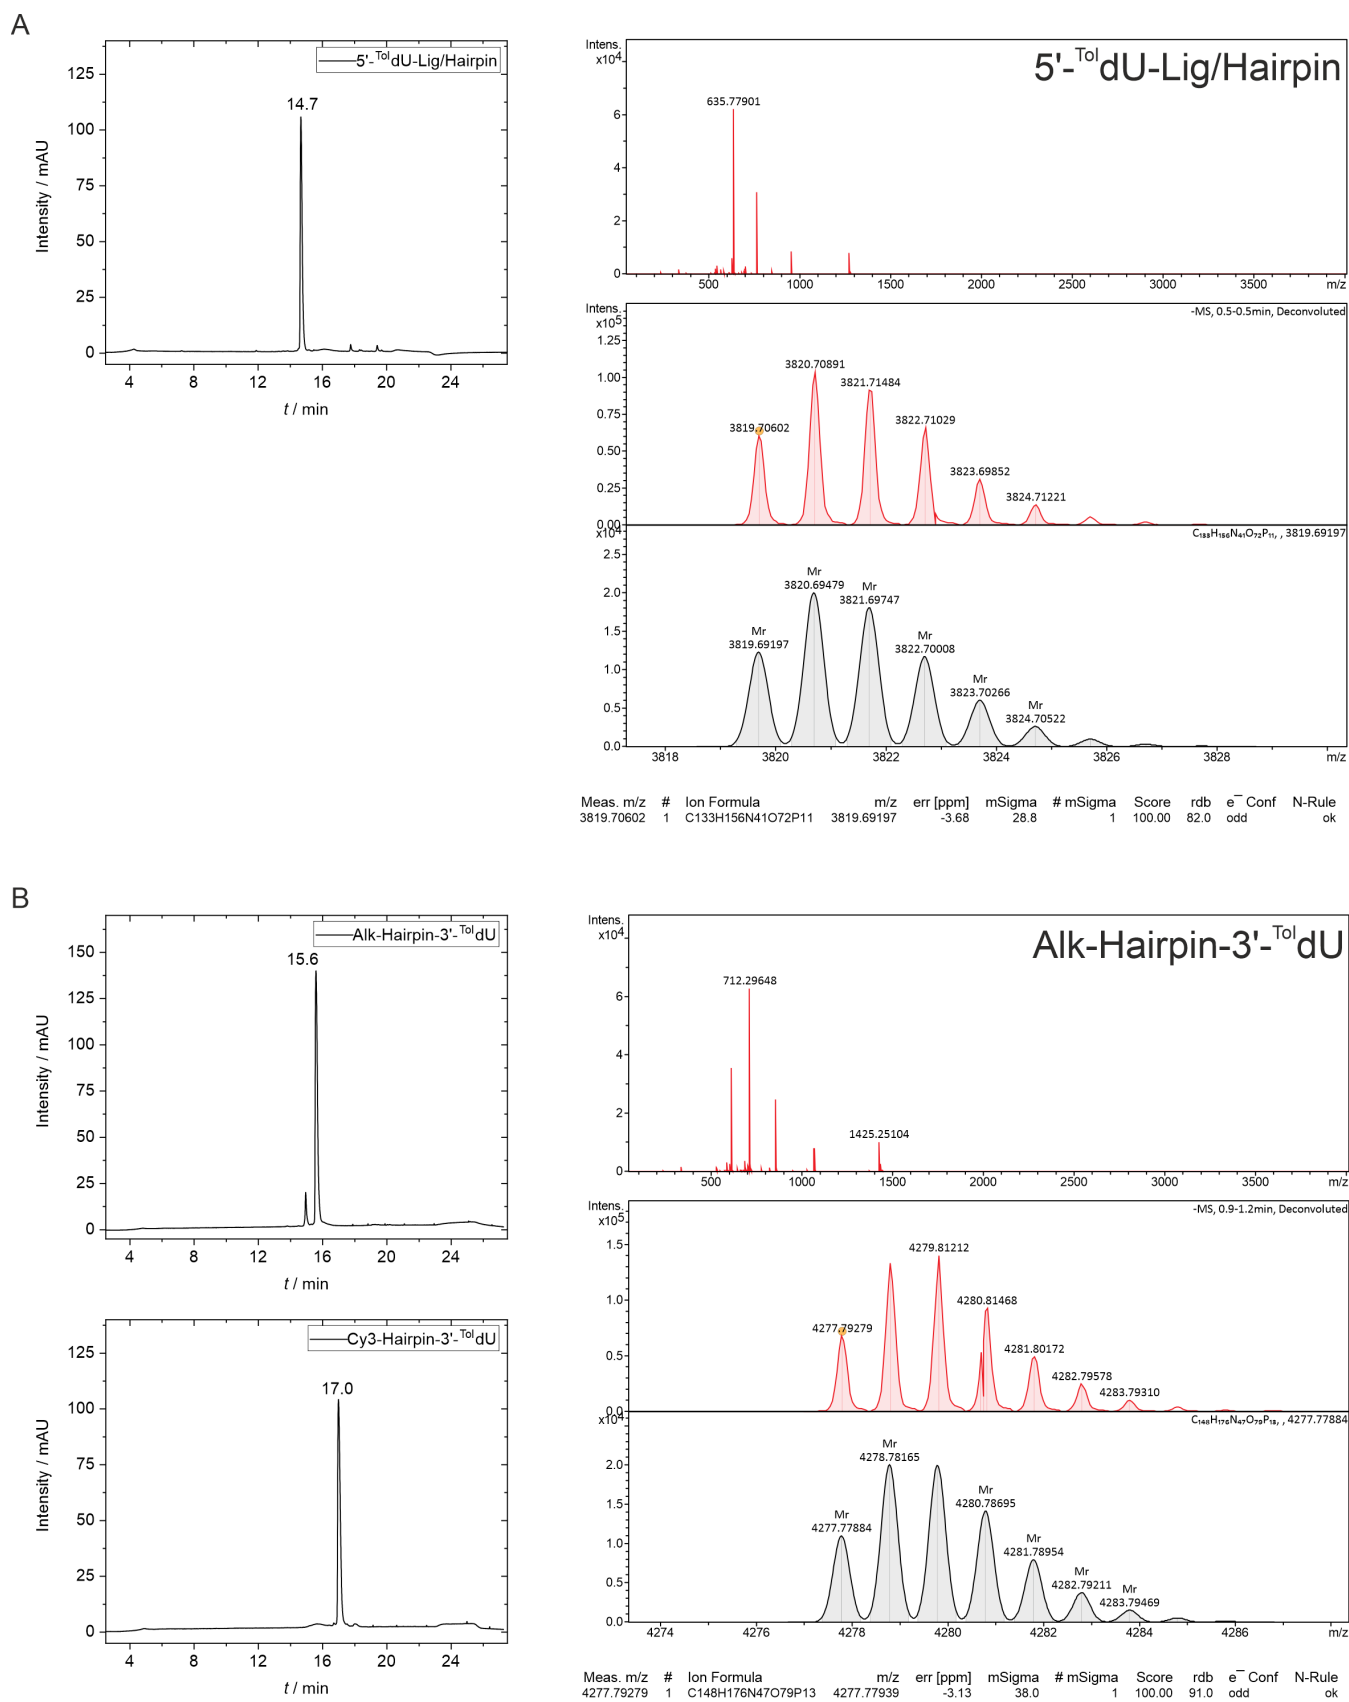 A
5'-ToldU-Lig/Hairpin
14.7
Intensity / mAU
125
100
75
50
25
0
4 8 12 16 20 24
t / min
Intens.
x10⁴
5'-ToldU-Lig/Hairpin
635.77901
6
4
2
0
500 1000 1500 2000 2500 3000 3500 m/z
Intens.
x10⁵
-MS, 0.5-0.5min, Deconvoluted
1.25
1.00
0.75
0.50
0.25
0.00
3819.70602
3820.70891
3821.71484
3822.71029
3823.69852
3824.71221
x10⁴
C₁₃₃H₁₅₆N₄₁O₇₂P₁₁, , 3819.69197
2.5
2.0
1.5
1.0
0.5
0.0
Mr
3819.69197
Mr
3820.69479
Mr
3821.69747
Mr
3822.70008
Mr
3823.70266
Mr
3824.70522
3818 3820 3822 3824 3826 3828 m/z
Meas. m/z # Ion Formula m/z err [ppm] mSigma # mSigma Score rdb e⁻ Conf N-Rule
3819.70602 1 C133H156N41O72P11 3819.69197 -3.68 28.8 1 100.00 82.0 odd ok
B
Alk-Hairpin-3'-ToldU
15.6
Intensity / mAU
150
125
100
75
50
25
0
4 8 12 16 20 24
t / min
Cy3-Hairpin-3'-ToldU
17.0
Intensity / mAU
125
100
75
50
25
0
4 8 12 16 20 24
t / min
Intens.
x10⁴
Alk-Hairpin-3'-ToldU
712.29648
1425.25104
6
4
2
0
500 1000 1500 2000 2500 3000 3500 m/z
Intens.
x10⁵
-MS, 0.9-1.2min, Deconvoluted
1.5
1.0
0.5
0.0
4277.79279
4279.81212
4280.81468
4281.80172
4282.79578
4283.79310
x10⁴
C₁₄₈H₁₇₆N₄₇O₇₉P₁₃, , 4277.77884
2.0
1.5
1.0
0.5
0.0
Mr
4277.77884
Mr
4278.78165
Mr
4280.78695
Mr
4281.78954
Mr
4282.79211
Mr
4283.79469
4274 4276 4278 4280 4282 4284 4286 m/z
Meas. m/z # Ion Formula m/z err [ppm] mSigma # mSigma Score rdb e⁻ Conf N-Rule
4277.79279 1 C148H176N47O79P13 4277.77939 -3.13 38.0 1 100.00 91.0 odd ok